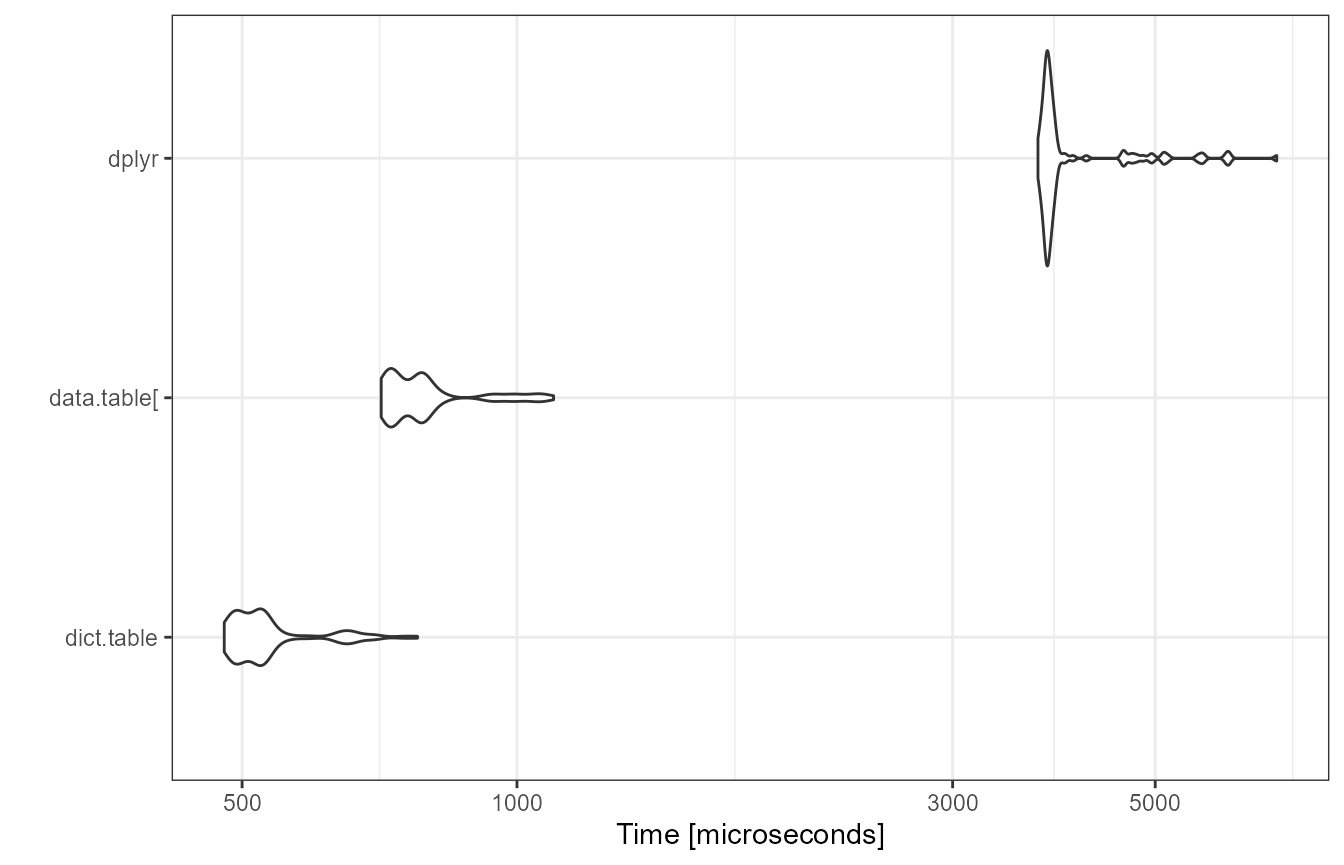 dplyr
data.table[
dict.table
500 1000 3000 5000
Time [microseconds]